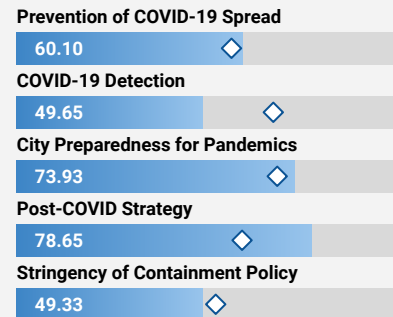 Prevention of COVID-19 Spread
60.10
COVID-19 Detection
49.65
City Preparedness for Pandemics
73.93
Post-COVID Strategy
78.65
Stringency of Containment Policy
49.33